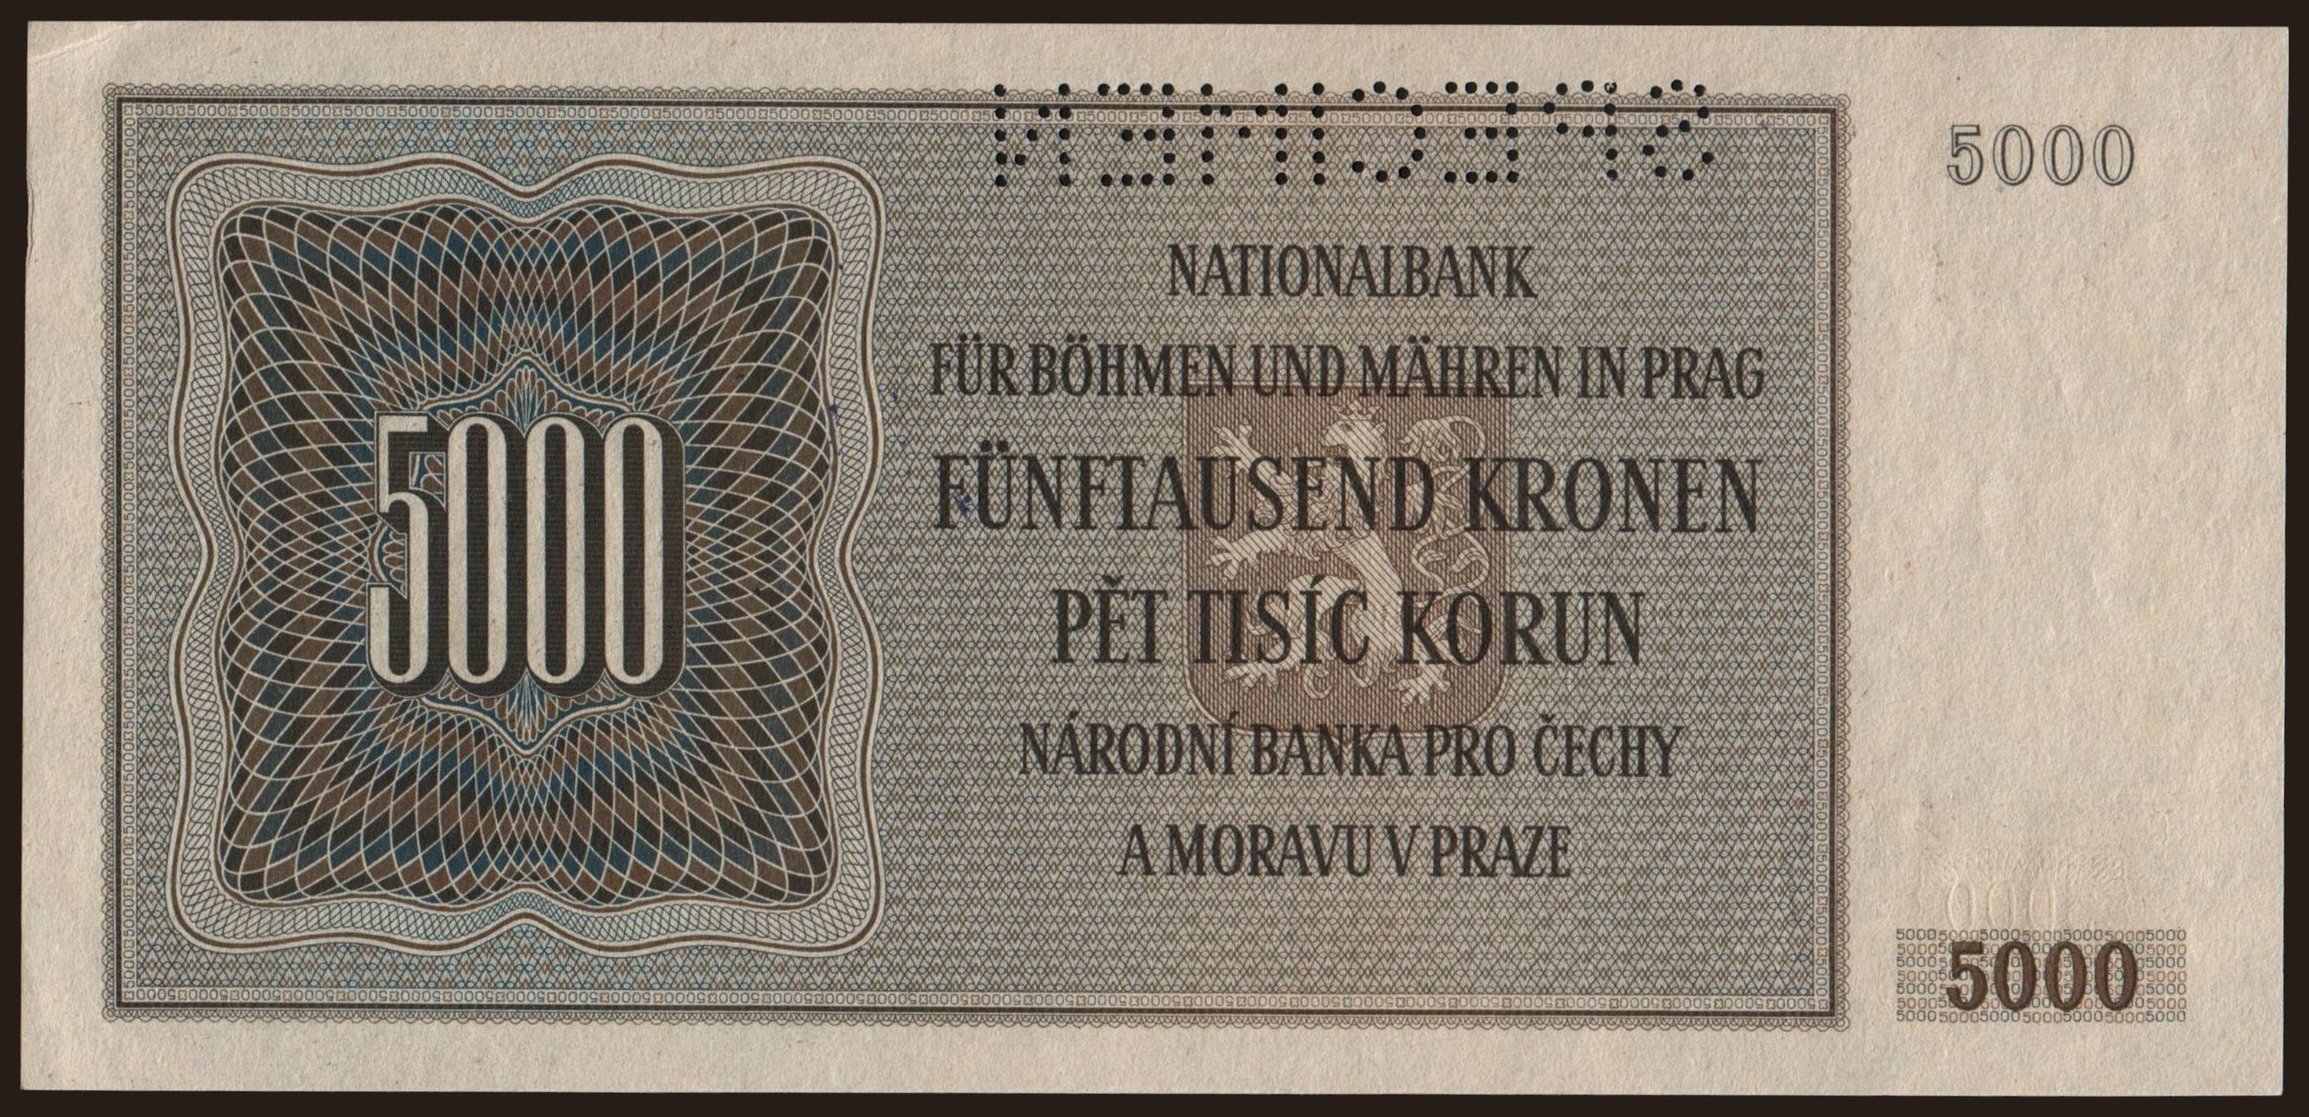 SPECIMEN
5000
NATIONALBANK
FÜR BÖHMEN UND MÄHREN IN PRAG
FÜNFTAUSEND KRONEN
5000
PĚT TISÍC KORUN
NÁRODNÍ BANKA PRO ČECHY
A MORAVU V PRAZE
5000